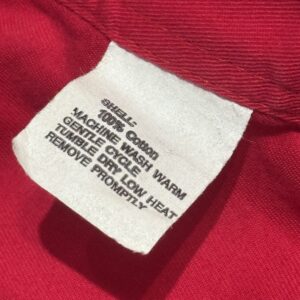 SHELL:
100% Cotton
MACHINE WASH WARM
GENTLE CYCLE
TUMBLE DRY LOW HEAT
REMOVE PROMPTLY